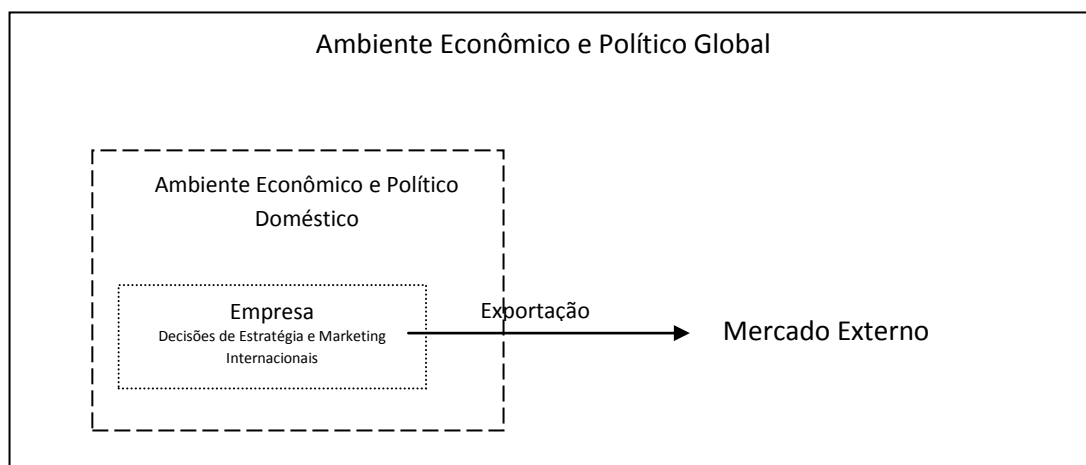 Ambiente Econômico e Político Global
Ambiente Econômico e Político
Doméstico
Empresa
Decisões de Estratégia e Marketing
Internacionais
Exportação
Mercado Externo